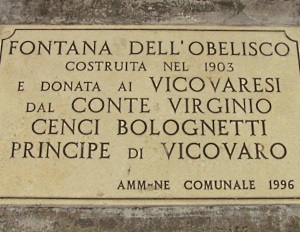 FONTANA DELL'OBELISCO
COSTRUITA NEL 1903
E DONATA AI VICOVARESI
DAL CONTE VIRGINIO
CENCI BOLOGNETTI
PRINCIPE DI VICOVARO
AMM-NE COMUNALE 1996